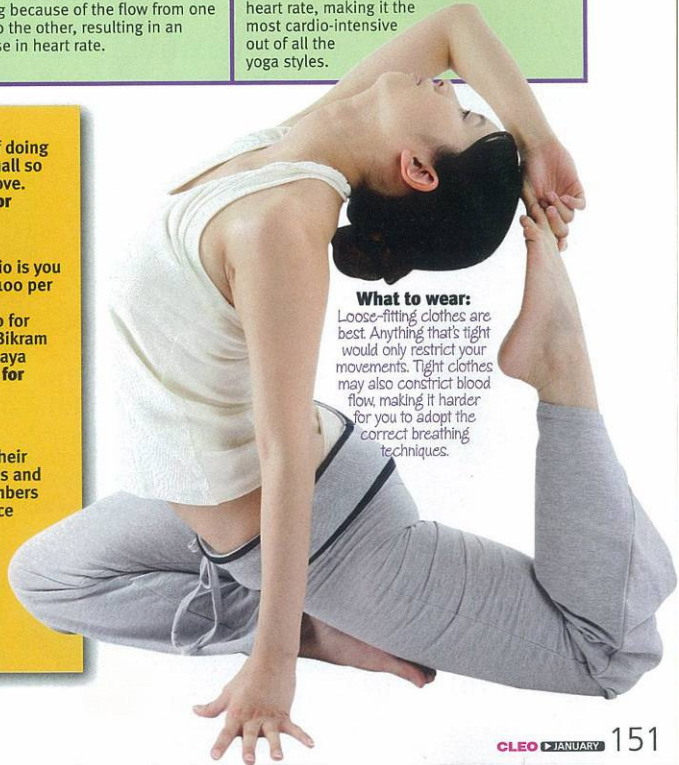 g because of the flow from one
o the other, resulting in an
se in heart rate.
heart rate, making it the
most cardio-intensive
out of all the
yoga styles.
f doing
all so
ove.
or
io is you
100 per
o for
Bikram
aya
for
heir
s and
nbers
ce
What to wear:
Loose-fitting clothes are
best. Anything that's tight
would only restrict your
movements. Tight clothes
may also constrict blood
flow, making it harder
for you to adopt the
correct breathing
techniques.
CLEO JANUARY 151